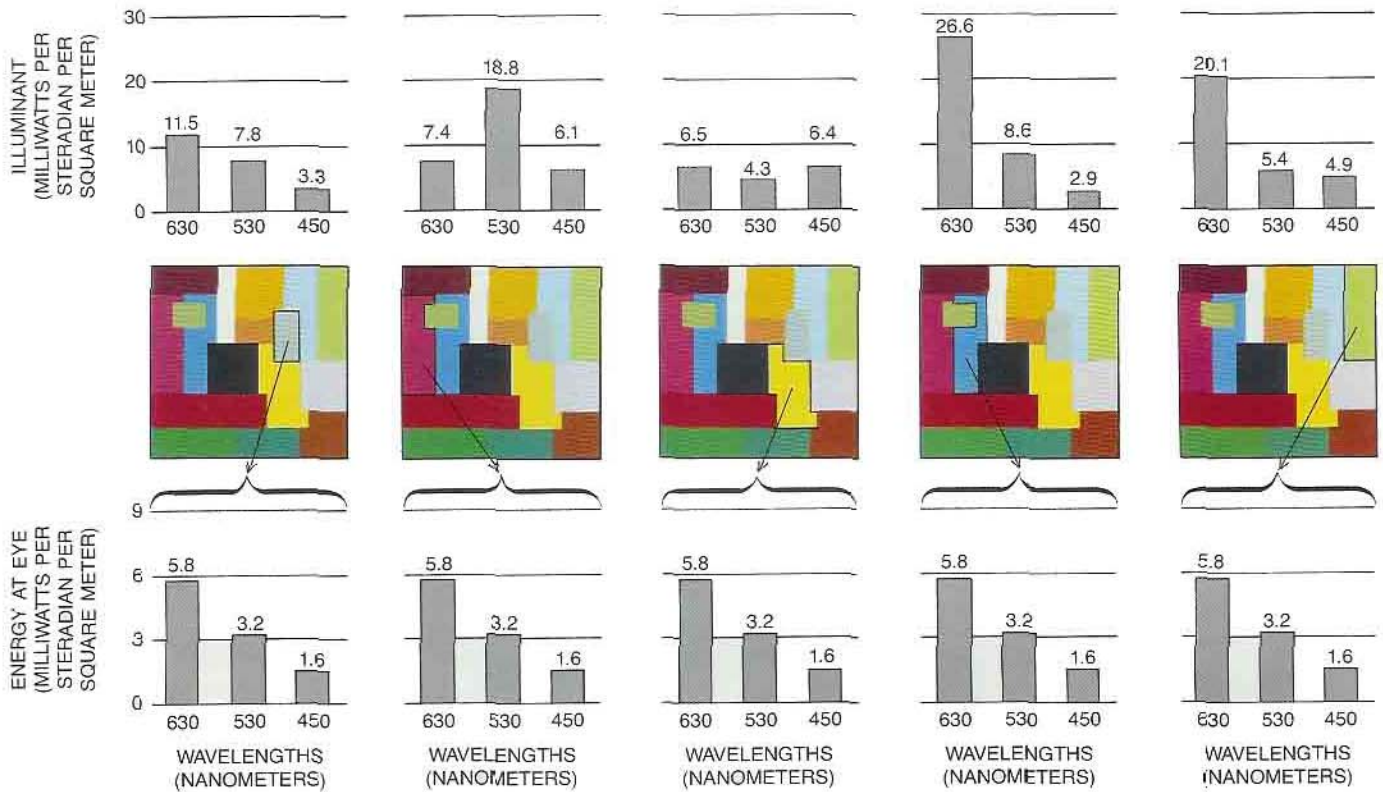 ILLUMINANT
(MILLIWATTS PER
STERADIAN PER
SQUARE METER)
30
20
10
0
11.5
7.8
3.3
630 530 450
7.4
18.8
6.1
630 530 450
6.5
4.3
6.4
630 530 450
26.6
8.6
2.9
630 530 450
20.1
5.4
4.9
630 530 450
ENERGY AT EYE
(MILLIWATTS PER
STERADIAN PER
SQUARE METER)
9
6
3
0
5.8
3.2
1.6
630 530 450
WAVELENGTHS
(NANOMETERS)
5.8
3.2
1.6
630 530 450
WAVELENGTHS
(NANOMETERS)
5.8
3.2
1.6
630 530 450
WAVELENGTHS
(NANOMETERS)
5.8
3.2
1.6
630 530 450
WAVELENGTHS
(NANOMETERS)
5.8
3.2
1.6
630 530 450
WAVELENGTHS
(NANOMETERS)